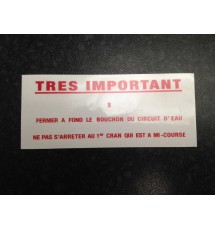 TRES IMPORTANT
FERMER A FOND LE BOUCHON DU CIRCUIT D'EAU
NE PAS S'ARRETER AU 1er CRAN QUI EST A MI-COURSE